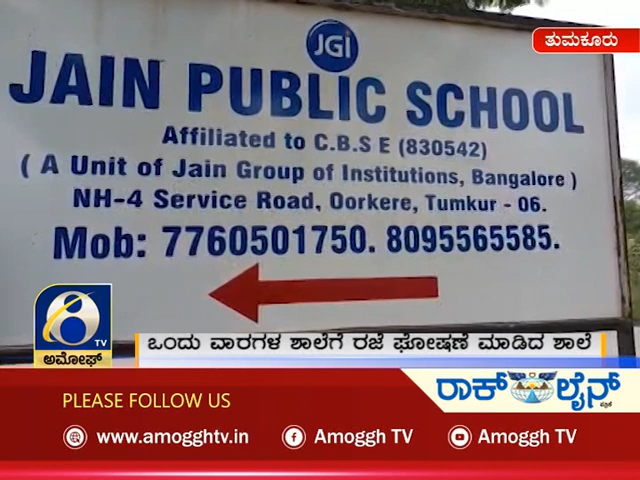 JGI
ತುಮಕೂರು
JAIN PUBLIC SCHOOL
Affiliated to C.B.S E (830542)
( A Unit of Jain Group of Institutions, Bangalore )
NH-4 Service Road, Oorkere, Tumkur - 06.
Mob: 7760501750. 8095565585.
TV
ಅಮೋಘ್
ಒಂದು ವಾರಗಳ ಶಾಲೆಗೆ ರಜೆ ಘೋಷಣೆ ಮಾಡಿದ ಶಾಲೆ
PLEASE FOLLOW US
ರಾಕ್ ಲೈನ್
www.amogghtv.in
Amoggh TV
Amoggh TV